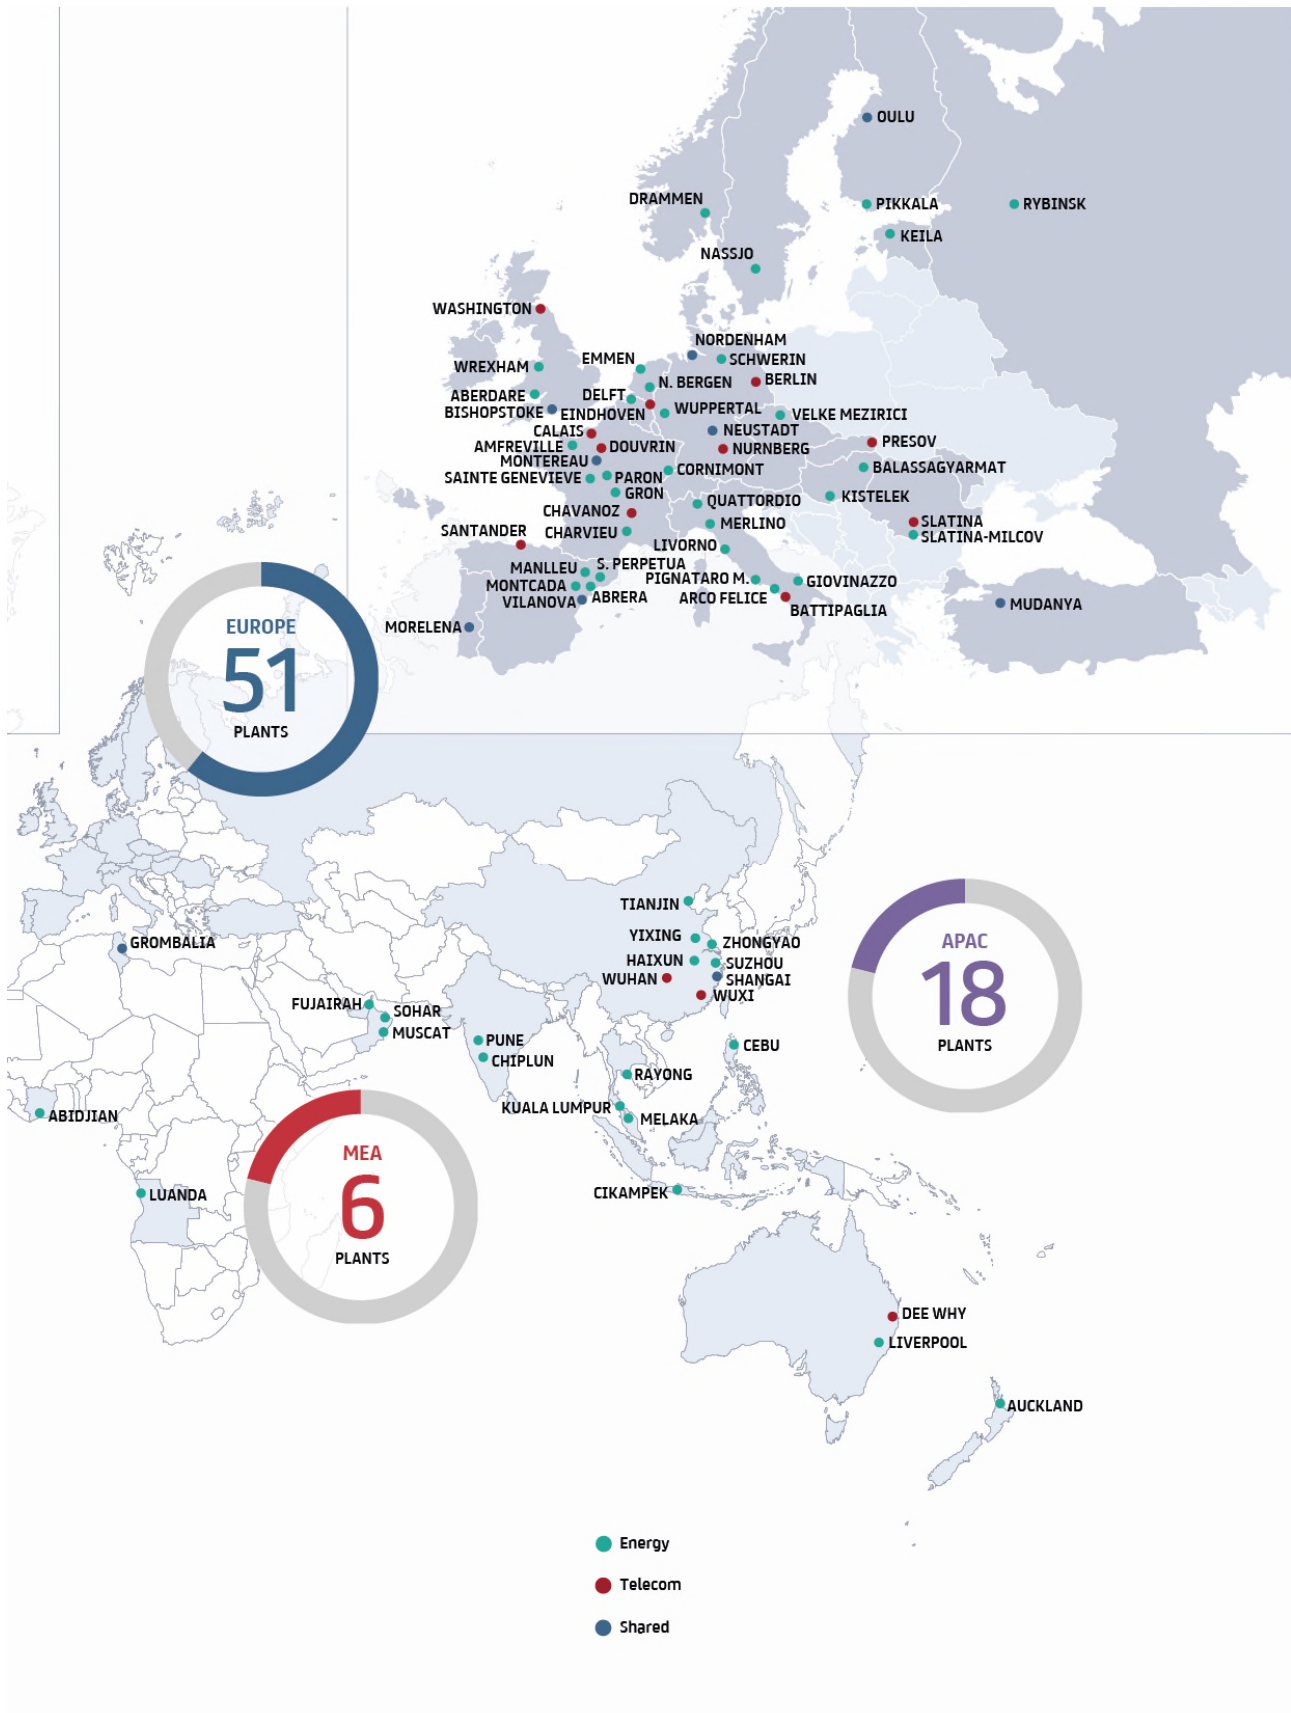 OULU
DRAMMEN
PIKKALA
RYBINSK
KEILA
NASSJO
WASHINGTON
NORDENHAM
EMMEN
SCHWERIN
WREXHAM
N. BERGEN
BERLIN
ABERDARE
DELFT
BISHOPSTOKE
EINDHOVEN
WUPPERTAL
VELKE MEZIRICI
CALAIS
NEUSTADT
AMFREVILLE
DOUVRIN
NURNBERG
PRESOV
MONTEREAU
CORNIMONT
BALASSAGYARMAT
SAINTE GENEVIEVE
PARON
GRON
QUATTORDIO
KISTELEK
CHAVANOZ
MERLINO
SLATINA
SANTANDER
CHARVIEU
SLATINA-MILCOV
LIVORNO
MANLLEU
S. PERPETUA
PIGNATARO M.
GIOVINAZZO
MONTCADA
ABRERA
ARCO FELICE
VILANOVA
BATTIPAGLIA
MUDANYA
MORELENA
EUROPE
51
PLANTS
TIANJIN
YIXING
ZHONGYAO
GROMBALIA
HAIXUN
SUZHOU
WUHAN
SHANGAI
WUXI
APAC
18
PLANTS
FUJAIRAH
SOHAR
MUSCAT
PUNE
CEBU
CHIPLUN
RAYONG
KUALA LUMPUR
MELAKA
ABIDJIAN
MEA
6
PLANTS
LUANDA
CIKAMPEK
DEE WHY
LIVERPOOL
AUCKLAND
Energy
Telecom
Shared